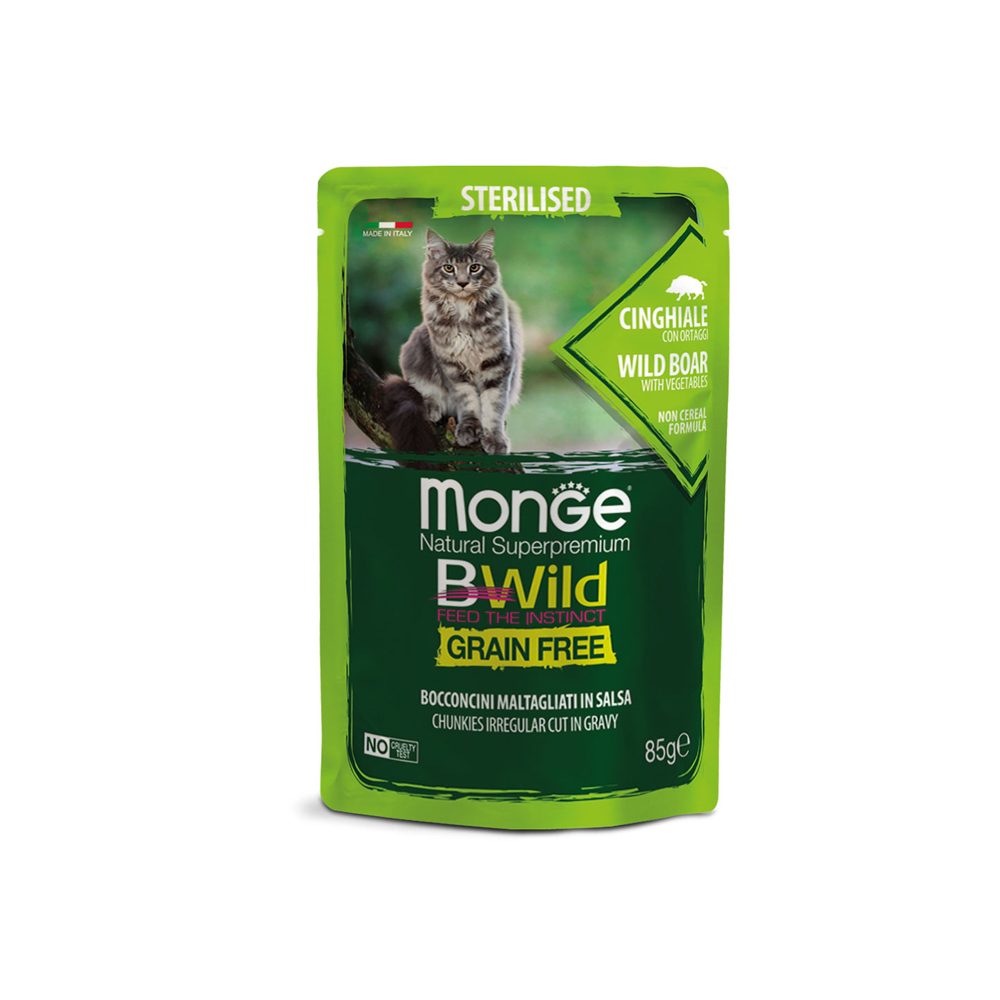 STERILISED
MADE IN ITALY
CINGHIALE
CON ORTAGGI
WILD BOAR
WITH VEGETABLES
NON CEREAL
FORMULA
MonGe®
Natural Superpremium
BWild
FEED THE INSTINCT
GRAIN FREE
BOCCONCINI MALTAGLIATI IN SALSA
CHUNKIES IRREGULAR CUT IN GRAVY
NO CRUELTY
TEST
85g℮